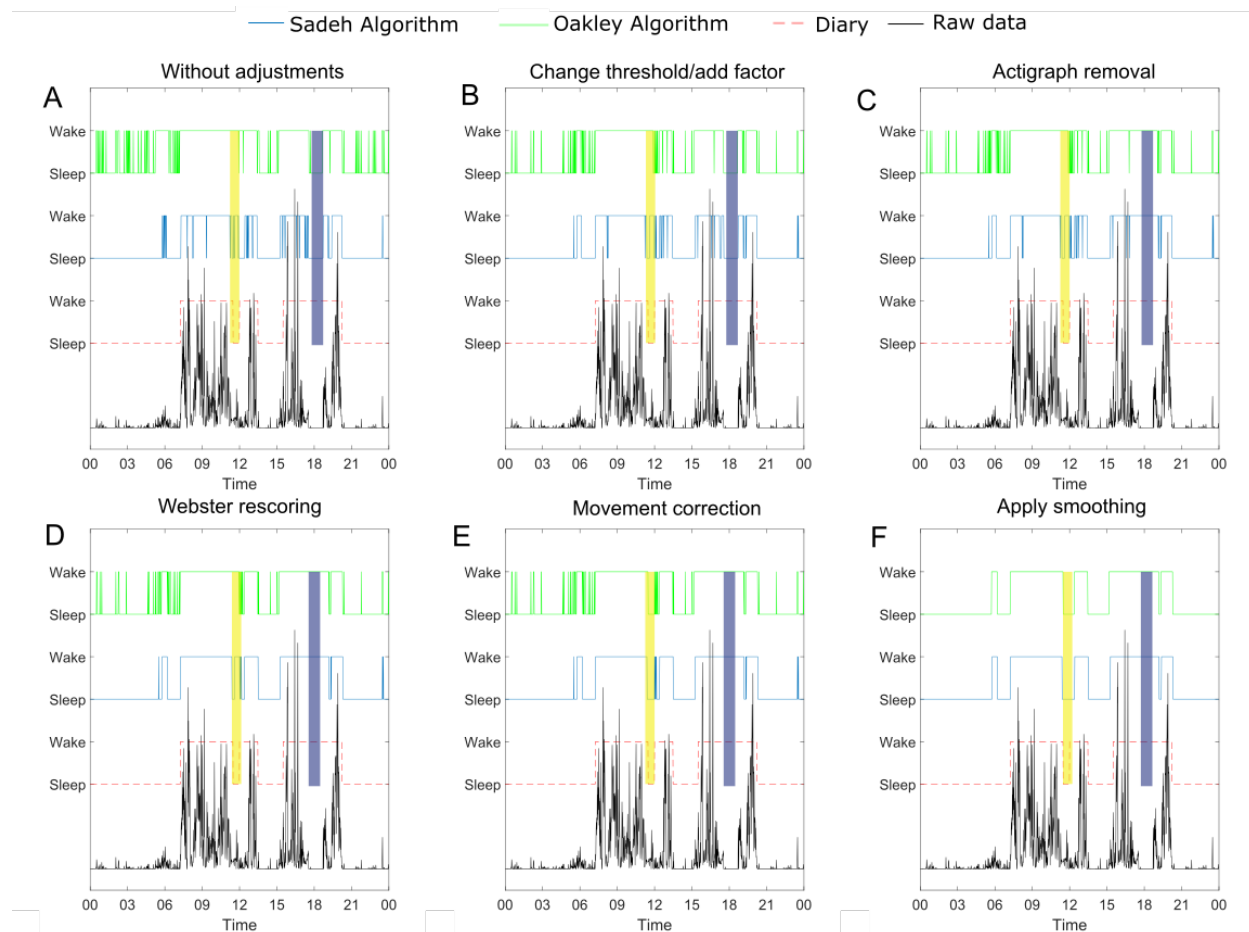 Sadeh Algorithm Oakley Algorithm Diary Raw data
Without adjustments Change threshold/add factor Actigraph removal
A B C
Wake Wake Wake
Sleep Sleep Sleep
Wake Wake Wake
Sleep Sleep Sleep
Wake Wake Wake
Sleep Sleep Sleep
00 03 06 09 12 15 18 21 00 00 03 06 09 12 15 18 21 00 00 03 06 09 12 15 18 21 00
Time Time Time
Webster rescoring Movement correction Apply smoothing
D E F
Wake Wake Wake
Sleep Sleep Sleep
Wake Wake Wake
Sleep Sleep Sleep
Wake Wake Wake
Sleep Sleep Sleep
00 03 06 09 12 15 18 21 00 00 03 06 09 12 15 18 21 00 00 03 06 09 12 15 18 21 00
Time Time Time